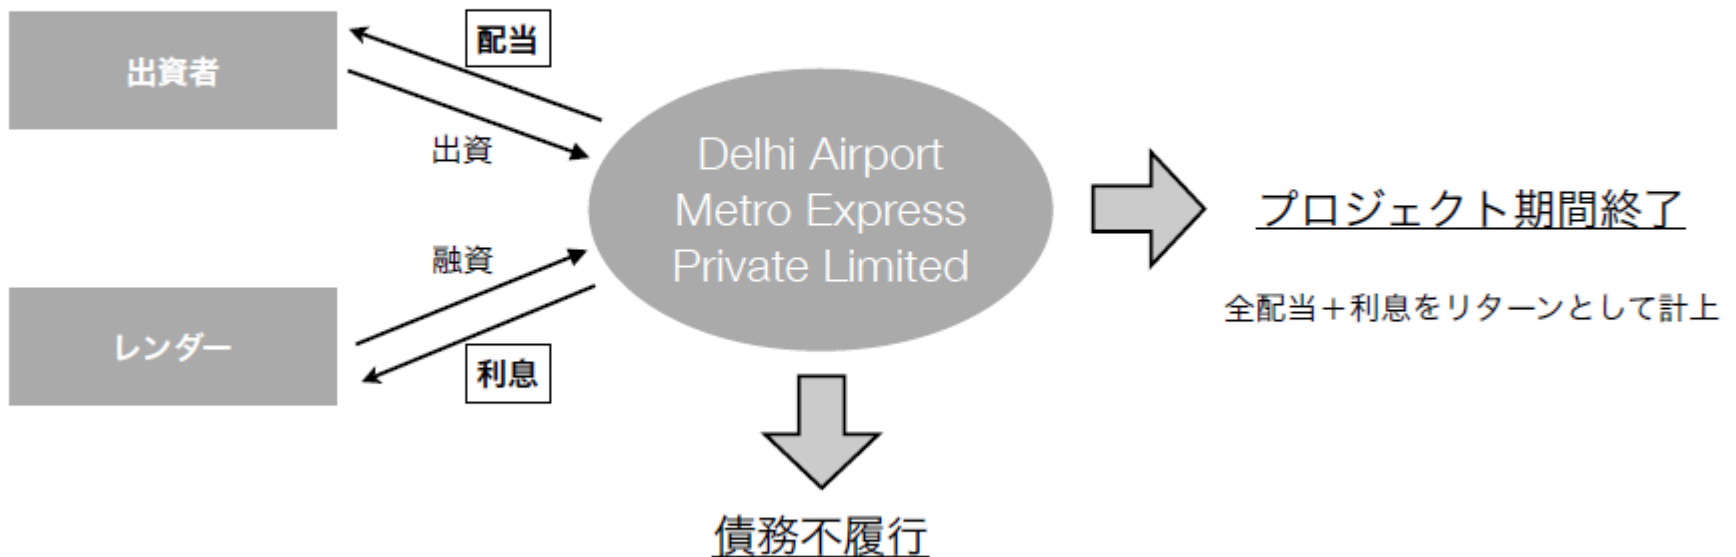 配当
出資者
出資
Delhi Airport
Metro Express
Private Limited
プロジェクト期間終了
融資
全配当＋利息をリターンとして計上
レンダー
利息
債務不履行